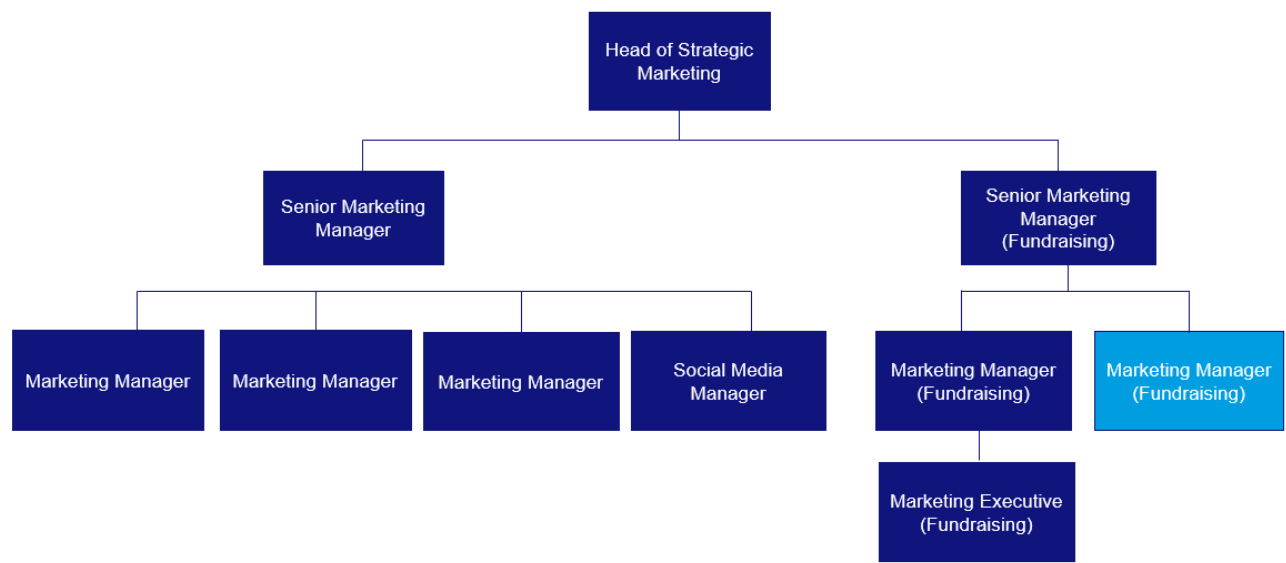 Head of Strategic
Marketing
Senior Marketing
Manager
Senior Marketing
Manager
(Fundraising)
Marketing Manager
Marketing Manager
Marketing Manager
Social Media
Manager
Marketing Manager
(Fundraising)
Marketing Manager
(Fundraising)
Marketing Executive
(Fundraising)